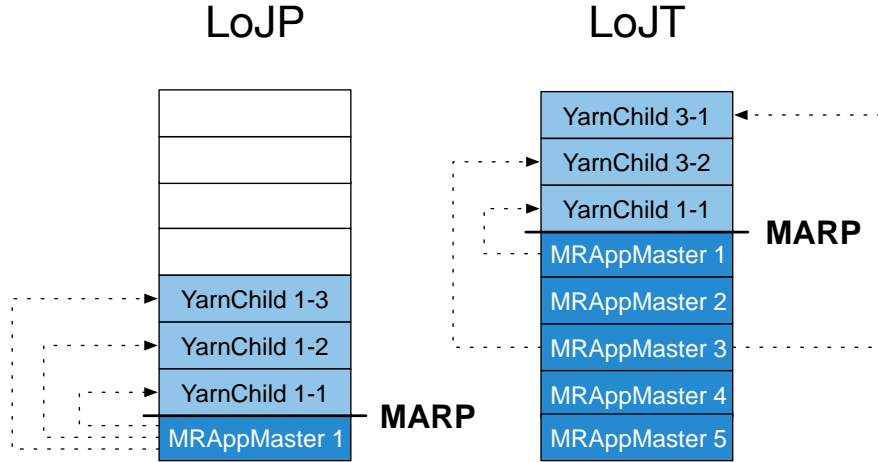 LoJP
YarnChild 1-3
YarnChild 1-2
YarnChild 1-1
MARP
MRAppMaster 1
LoJT
YarnChild 3-1
YarnChild 3-2
YarnChild 1-1
MARP
MRAppMaster 1
MRAppMaster 2
MRAppMaster 3
MRAppMaster 4
MRAppMaster 5